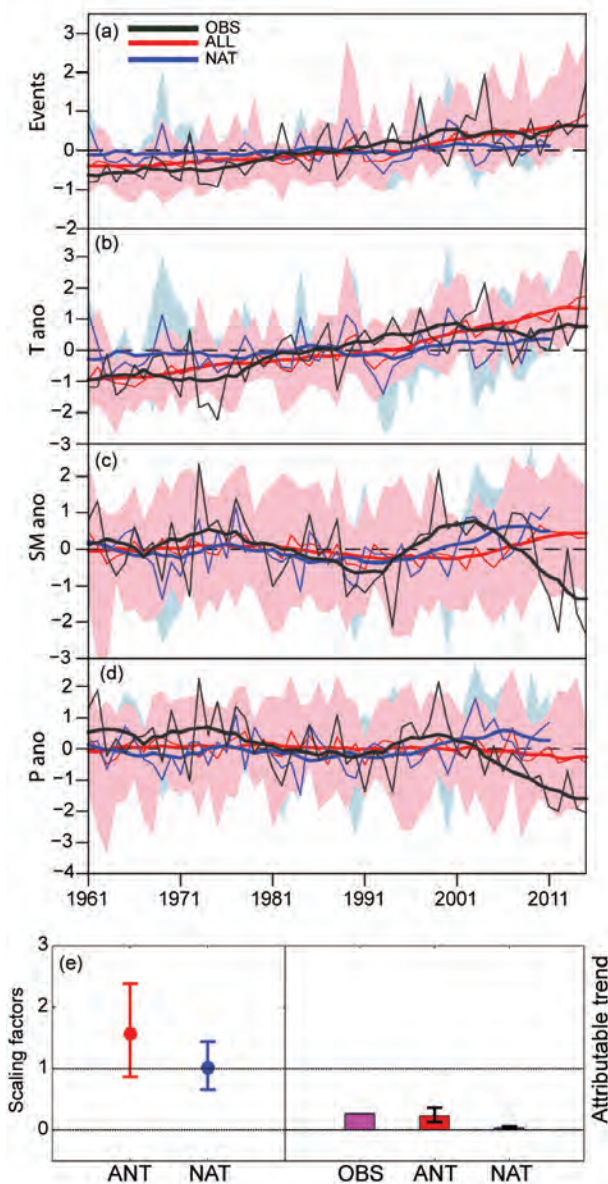 (a)
OBS
ALL
NAT
Events
3
2
1
0
−1
−2
(b)
T ano
3
2
1
0
−1
−2
−3
(c)
SM ano
2
1
0
−1
−2
−3
(d)
P ano
2
1
0
−1
−2
−3
−4
1961 1971 1981 1991 2001 2011
(e)
Scaling factors
3
2
1
0
Attributable trend
ANT NAT OBS ANT NAT